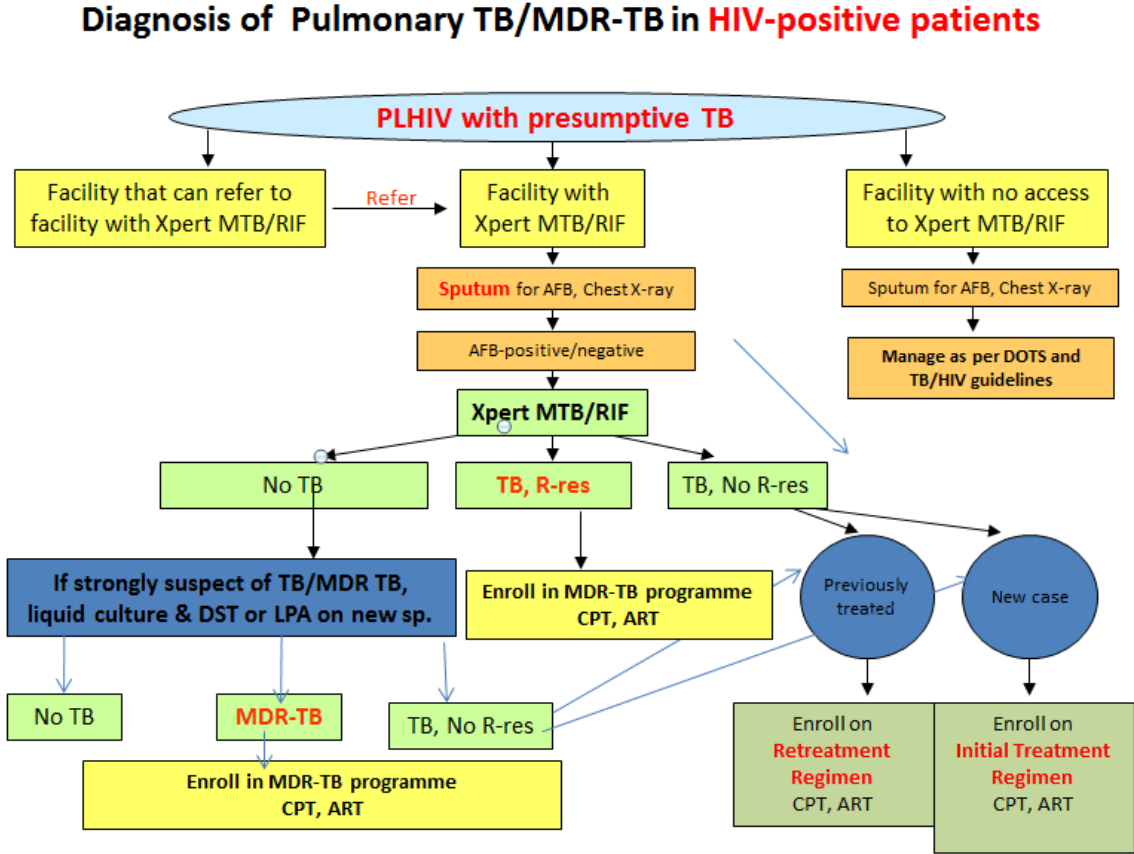 Diagnosis of Pulmonary TB/MDR-TB in HIV-positive patients
PLHIV with presumptive TB
Facility that can refer to
facility with Xpert MTB/RIF
Refer
Facility with
Xpert MTB/RIF
Facility with no access
to Xpert MTB/RIF
Sputum for AFB, Chest X-ray
Sputum for AFB, Chest X-ray
AFB-positive/negative
Manage as per DOTS and
TB/HIV guidelines
Xpert MTB/RIF
No TB
TB, R-res
TB, No R-res
If strongly suspect of TB/MDR TB,
liquid culture & DST or LPA on new sp.
Enroll in MDR-TB programme
CPT, ART
Previously
treated
New case
No TB
MDR-TB
TB, No R-res
Enroll in MDR-TB programme
CPT, ART
Enroll on
Retreatment
Regimen
CPT, ART
Enroll on
Initial Treatment
Regimen
CPT, ART